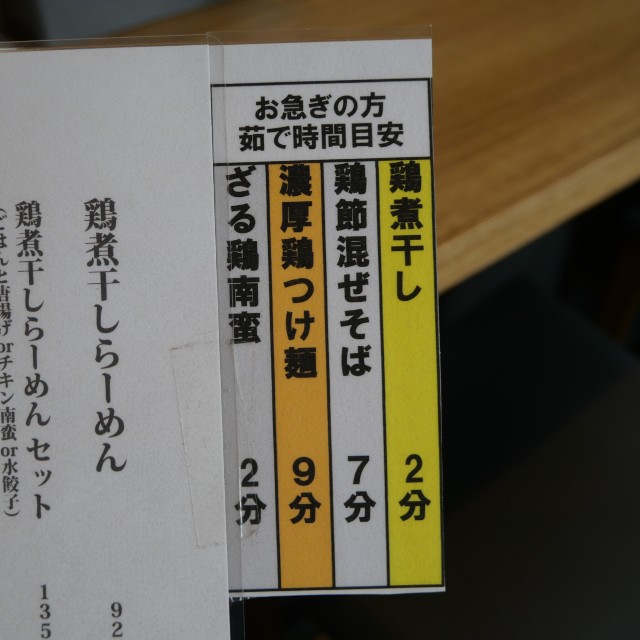 お急ぎの方
茹で時間目安
鶏煮干し 2分
鶏節混ぜそば 7分
濃厚鶏つけ麺 9分
ざる鶏南蛮 2分
鶏煮干しらーめん 92
鶏煮干しらーめん セット 135
(ごはんと唐揚げ or チキン南蛮 or 水餃子)